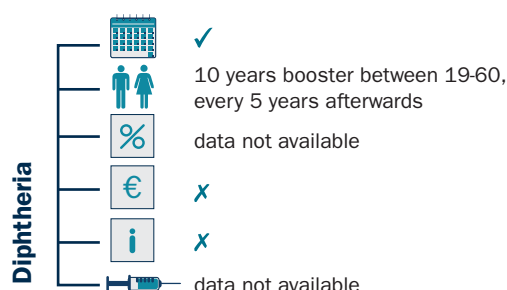 ✓
10 years booster between 19-60,
every 5 years afterwards
% data not available
€ ✗
i ✗
data not available
Diphtheria